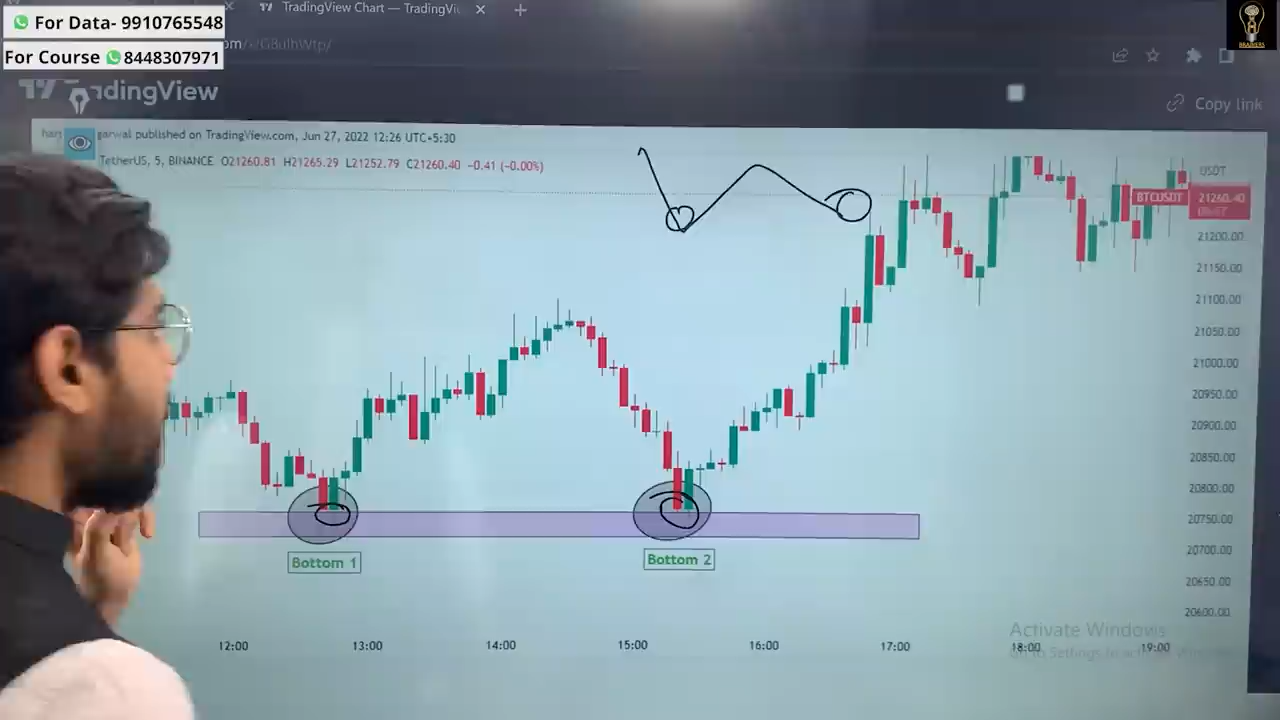 For Data- 9910765548
For Course 8448307971
TradingView Chart — TradingVi
TradingView
Copy link
garwal published on TradingView.com, Jun 27, 2022 12:26 UTC+5:30
TetherUS, 5, BINANCE O21260.81 H21265.29 L21252.79 C21260.40 -0.41 (-0.00%)
USDT
BTCUSDT 21260.40
21200.00
21150.00
21100.00
21050.00
21000.00
20950.00
20900.00
20850.00
20800.00
20750.00
20700.00
20650.00
20600.00
Bottom 1
Bottom 2
12:00 13:00 14:00 15:00 16:00 17:00 18:00 19:00
Activate Windows